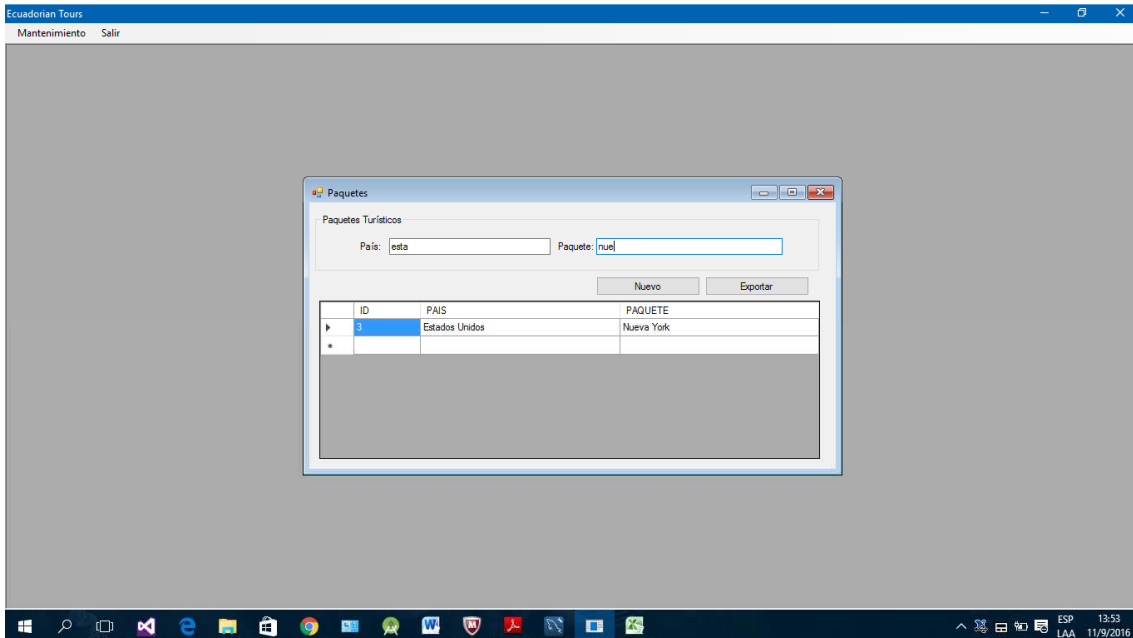 Ecuadorian Tours
Mantenimiento Salir
Paquetes
Paquetes Turísticos
País: esta Paquete: nue
Nuevo Exportar
ID PAIS PAQUETE
3 Estados Unidos Nueva York
ESP 13:53
LAA 11/9/2016